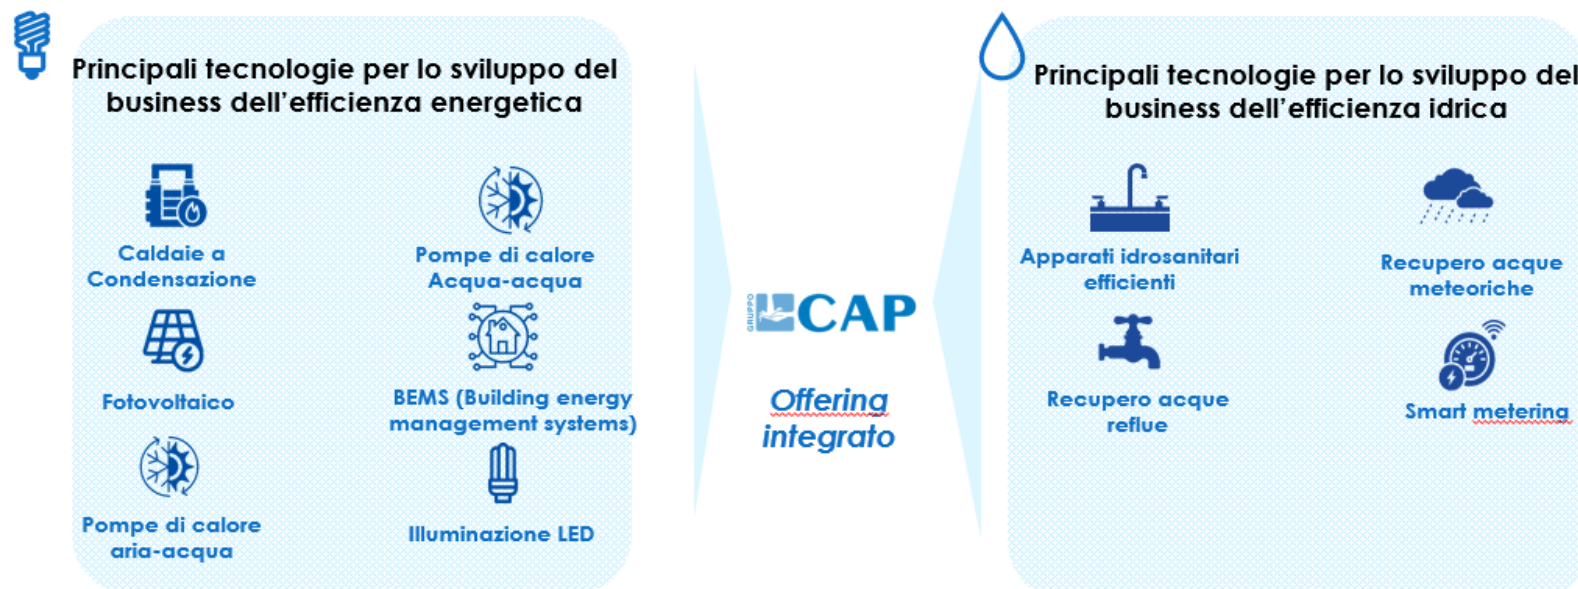 Principali tecnologie per lo sviluppo del
business dell'efficienza energetica
Caldaie a
Condensazione
Pompe di calore
Acqua-acqua
Fotovoltaico
BEMS (Building energy
management systems)
Pompe di calore
aria-acqua
Illuminazione LED
GRUPPO
CAP
Offering
integrato
Principali tecnologie per lo sviluppo del
business dell'efficienza idrica
Apparati idrosanitari
efficienti
Recupero acque
meteoriche
Recupero acque
reflue
Smart metering